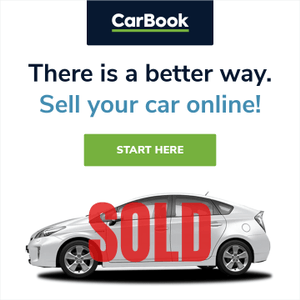 CarBook
There is a better way.
Sell your car online!
START HERE
SOLD